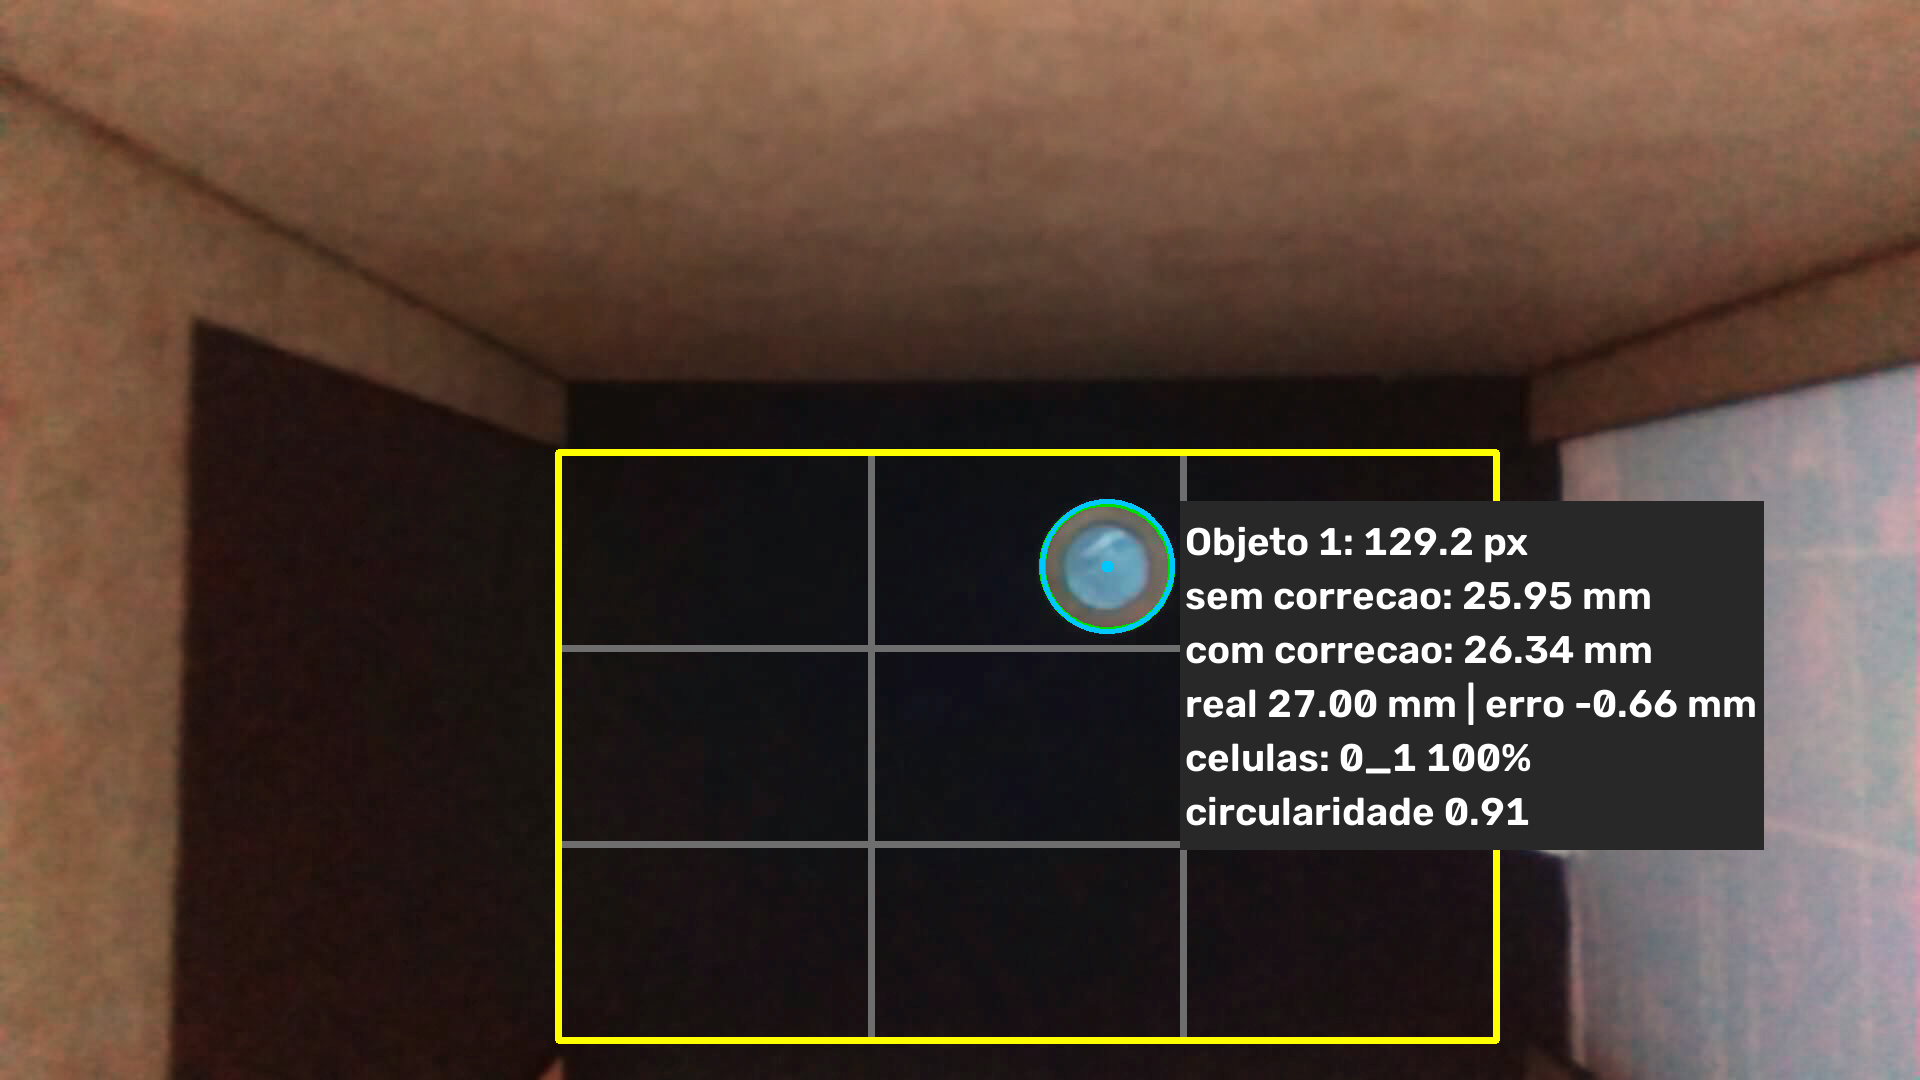 Objeto 1: 129.2 px
sem correcao: 25.95 mm
com correcao: 26.34 mm
real 27.00 mm | erro -0.66 mm
celulas: 0_1 100%
circularidade 0.91